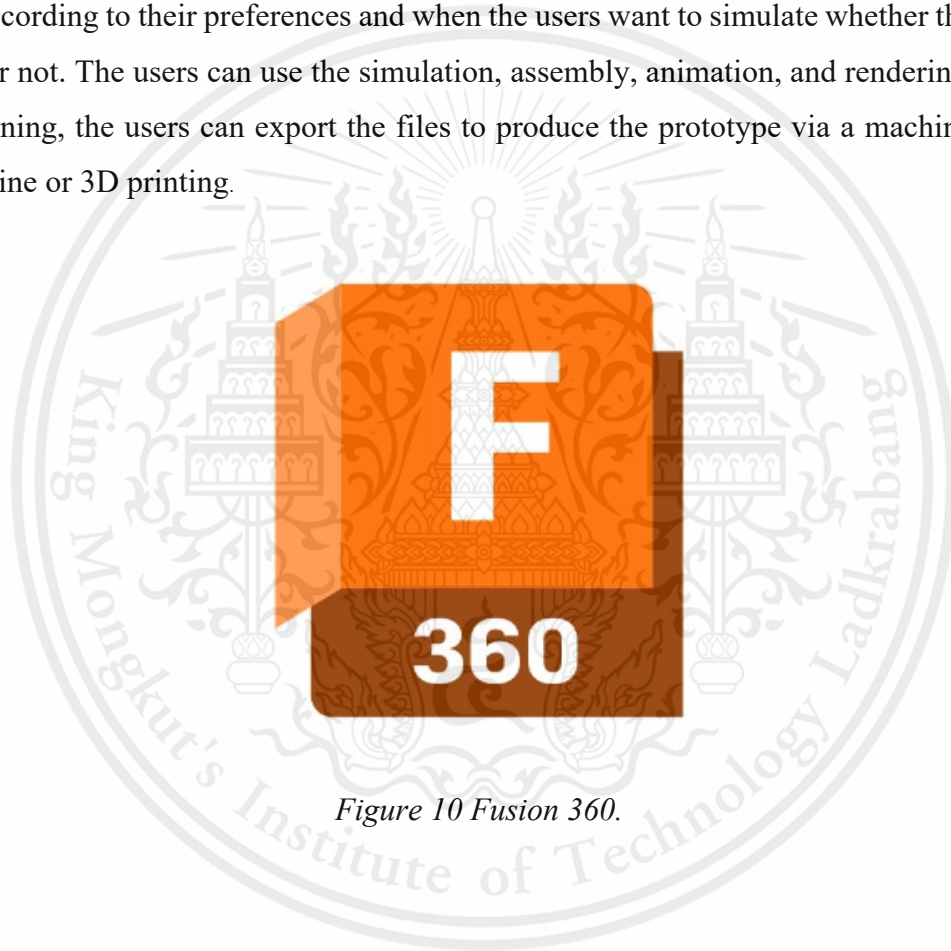 cording to their preferences and when the users want to simulate whether th
r not. The users can use the simulation, assembly, animation, and renderin
ning, the users can export the files to produce the prototype via a machin
ine or 3D printing.
F
360
Figure 10 Fusion 360.
King Mongkut's Institute of Technology Ladkrabang